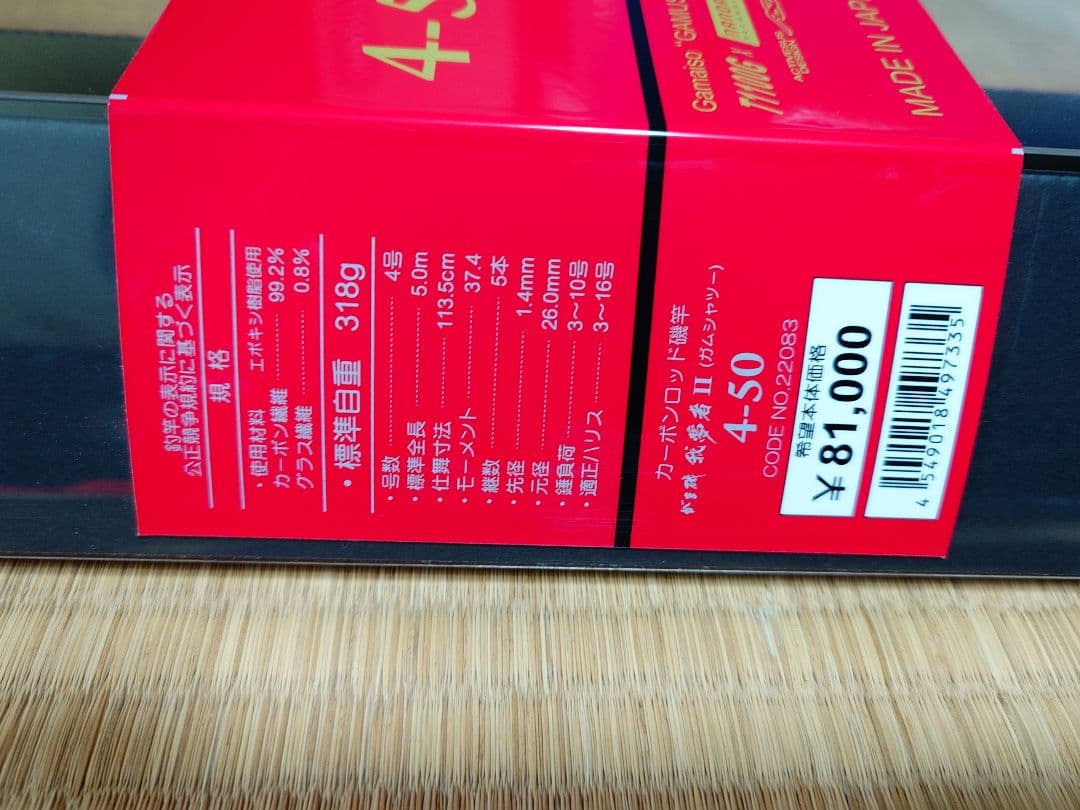 4-5
Gamaiso "GAMUS
T1100G ×
MADE IN JAP
釣竿の表示に関する
公正競争規約に基づく表示
規格
・使用材料 エポキシ樹脂使用
カーボン繊維 99.2%
グラス繊維 0.8%
・標準自重 318g
・号数 4号
・標準全長 5.0m
・仕舞寸法 113.5cm
・モーメント 37.4
・継数 5本
・先径 1.4mm
・元径 26.0mm
・錘負荷 3〜10号
・適正ハリス 3〜16号
カーボンロッド磯竿
がま磯 我夢者 II (ガムシャツー)
4-50
CODE NO.22083
希望本体価格
¥81,000
4 549018 497335